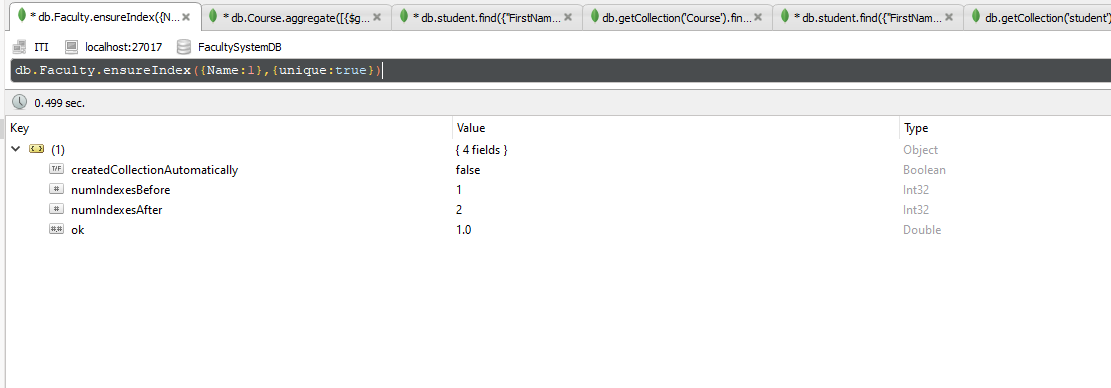 * db.Faculty.ensureIndex({N... * db.Course.aggregate([{$g... * db.student.find({"FirstNam... db.getCollection('Course').fin... * db.student.find({"FirstNam... db.getCollection('student')
ITI localhost:27017 FacultySystemDB
db.Faculty.ensureIndex({Name:1},{unique:true})
0.499 sec.
Key Value Type
(1) { 4 fields } Object
T/F createdCollectionAutomatically false Boolean
# numIndexesBefore 1 Int32
# numIndexesAfter 2 Int32
#.# ok 1.0 Double